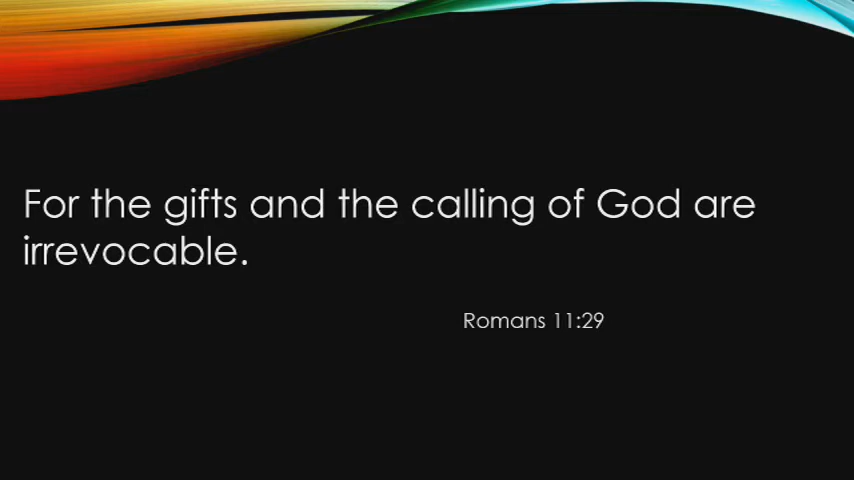 For the gifts and the calling of God are
irrevocable.
Romans 11:29